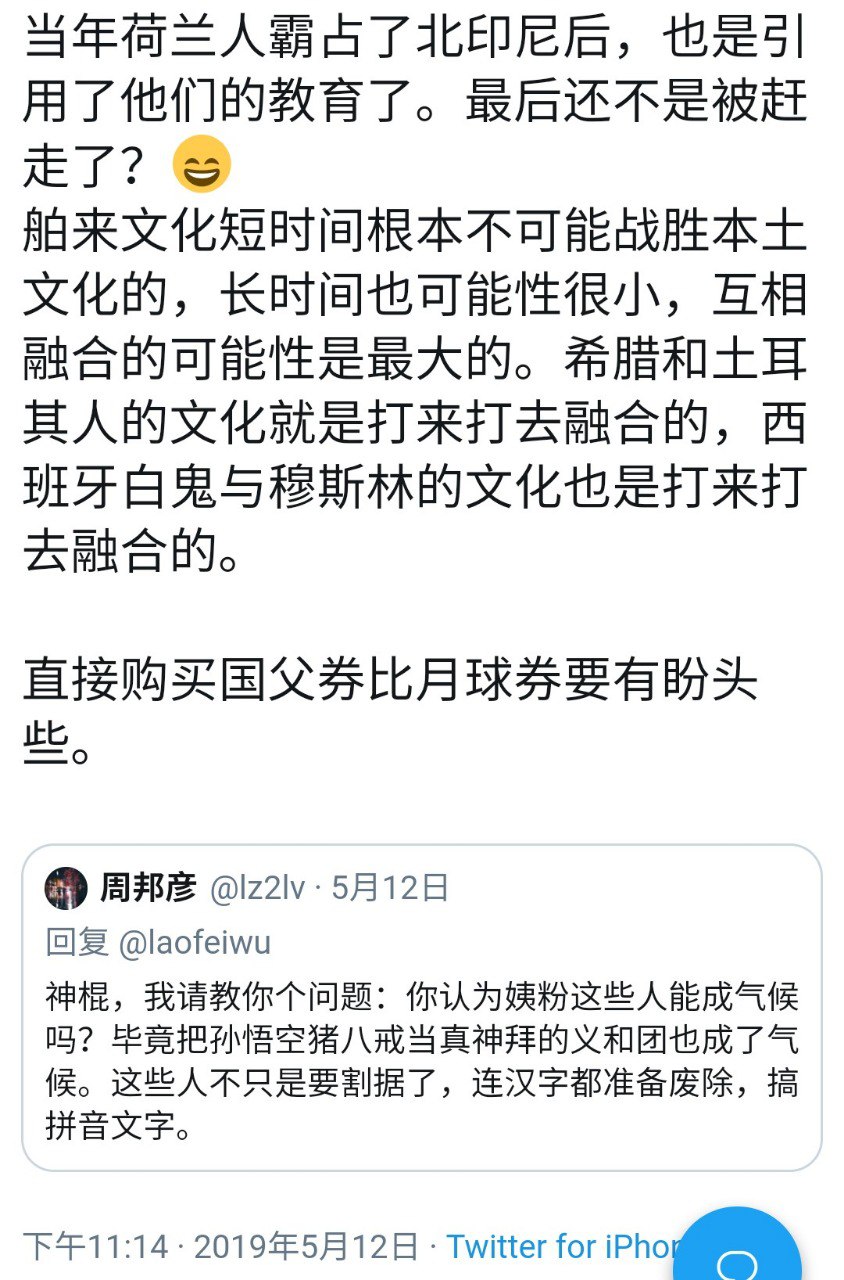 当年荷兰人霸占了北印尼后，也是引
用了他们的教育了。最后还不是被赶
走了？😄
舶来文化短时间根本不可能战胜本土
文化的，长时间也可能性很小，互相
融合的可能性是最大的。希腊和土耳
其人的文化就是打来打去融合的，西
班牙白鬼与穆斯林的文化也是打来打
去融合的。
直接购买国父券比月球券要有盼头
些。
周邦彦 @lz2lv · 5月12日
回复 @laofeiwu
神棍，我请教你个问题：你认为姨粉这些人能成气候
吗？毕竟把孙悟空猪八戒当真神拜的义和团也成了气
候。这些人不只是要割据了，连汉字都准备废除，搞
拼音文字。
下午11:14 · 2019年5月12日 · Twitter for iPhon